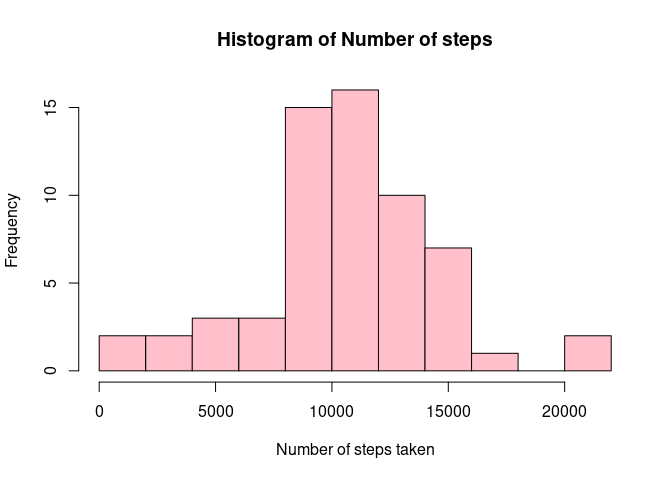 Histogram of Number of steps
Frequency
15
10
5
0
0 5000 10000 15000 20000
Number of steps taken